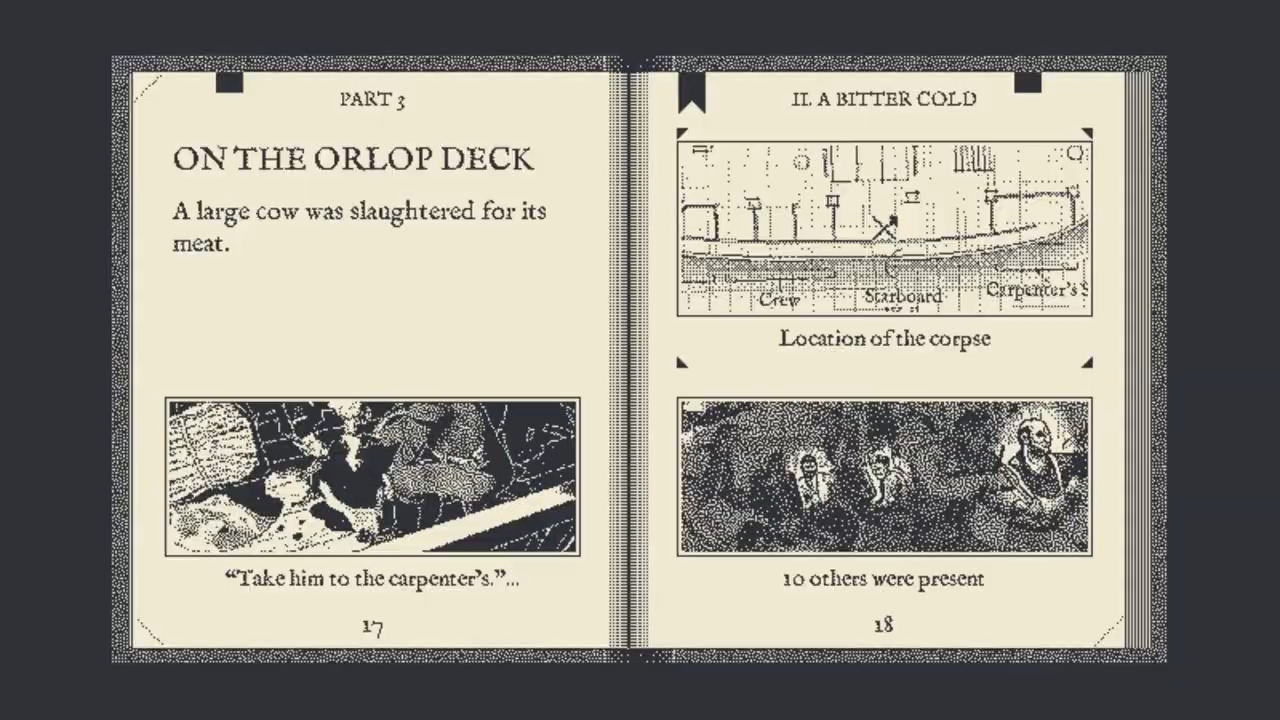 PART 3
ON THE ORLOP DECK
A large cow was slaughtered for its
meat.
“Take him to the carpenter’s.”...
17
II. A BITTER COLD
Crew
Starboard
Carpenter’s S
Location of the corpse
10 others were present
18